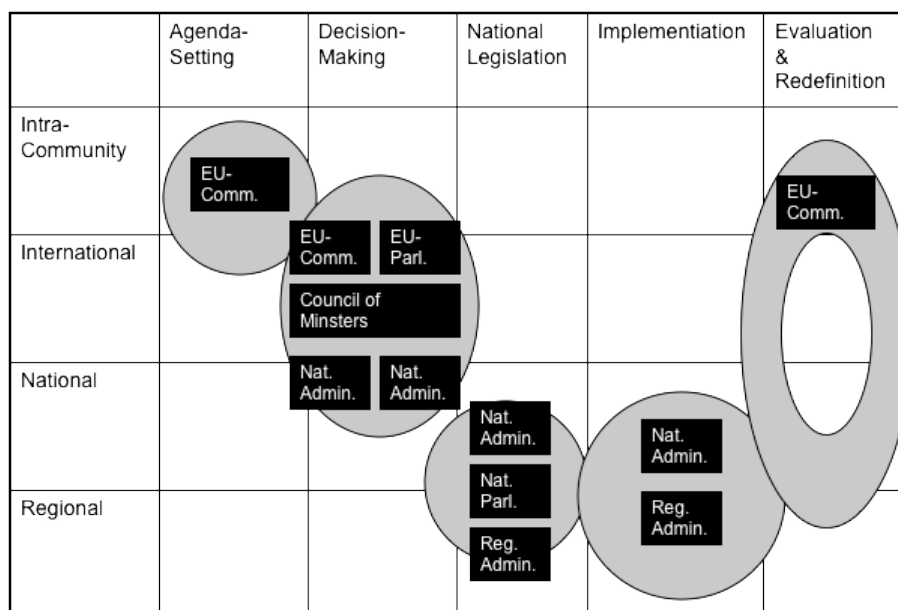 Agenda-
Setting
Decision-
Making
National
Legislation
Implementiation
Evaluation
&
Redefinition
Intra-
Community
EU-
Comm.
EU-
Comm.
International
EU-
Comm.
EU-
Parl.
Council of
Minsters
National
Nat.
Admin.
Nat.
Admin.
Nat.
Admin.
Nat.
Admin.
Nat.
Parl.
Regional
Reg.
Admin.
Reg.
Admin.